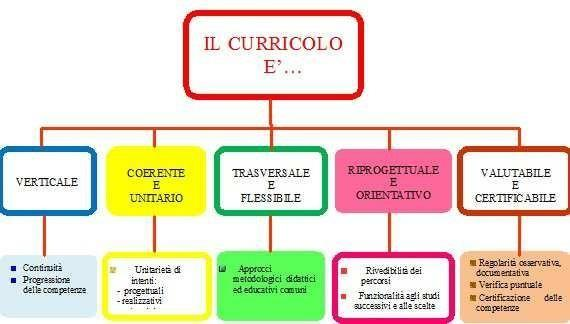 IL CURRICOLO
E'…
VERTICALE
COERENTE
E
UNITARIO
TRASVERSALE
E
FLESSIBILE
RIPROGETTUALE
E
ORIENTATIVO
VALUTABILE
E
CERTIFICABILE
Continuità
Progressione
delle competenze
Unitarietà di
intenti:
- progettuali
- realizzativi
Approcci
metodologici didattici
ed educativi comuni
Rivedibilità dei
percorsi
Funzionalità agli studi
successivi e alle scelte
Regolarità osservativa,
documentativa
Verifica puntuale
Certificazione delle
competenze